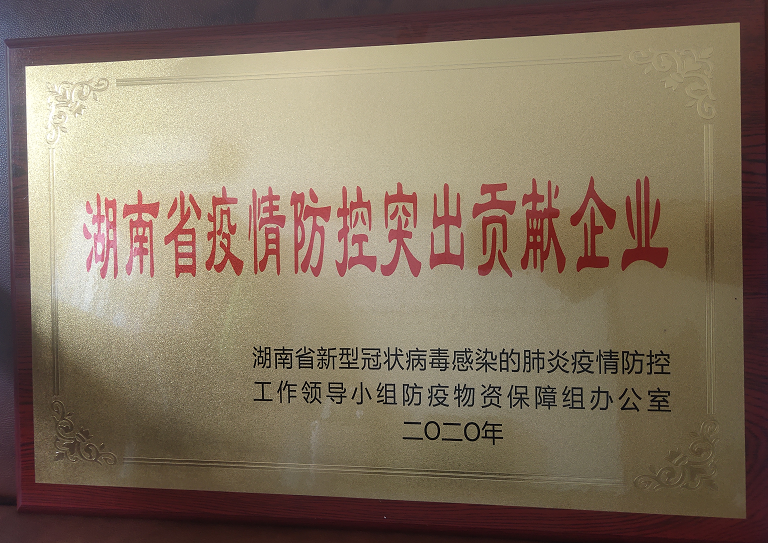 湖南省疫情防控突出贡献企业
湖南省新型冠状病毒感染的肺炎疫情防控
工作领导小组防疫物资保障组办公室
二〇二〇年